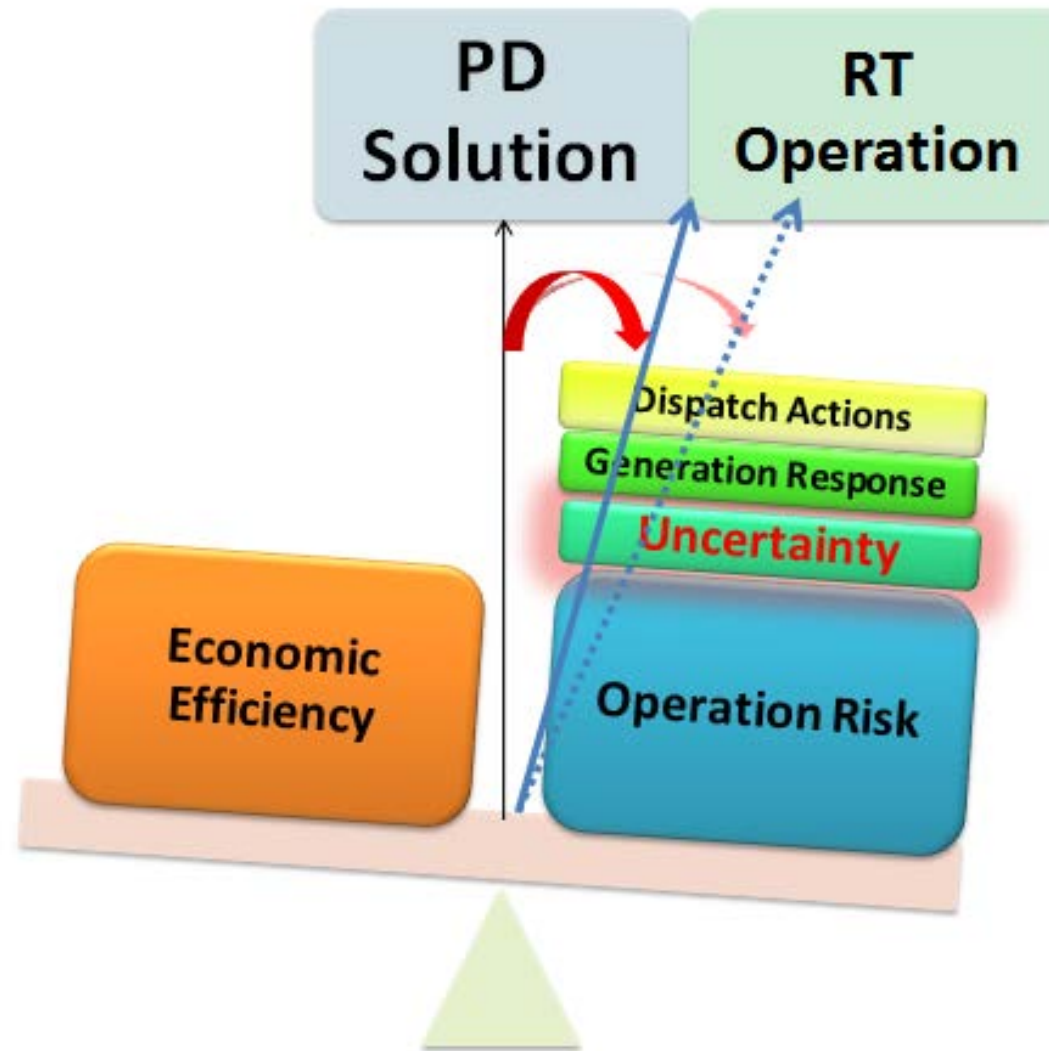 PD
Solution
RT
Operation
Dispatch Actions
Generation Response
Uncertainty
Economic
Efficiency
Operation Risk